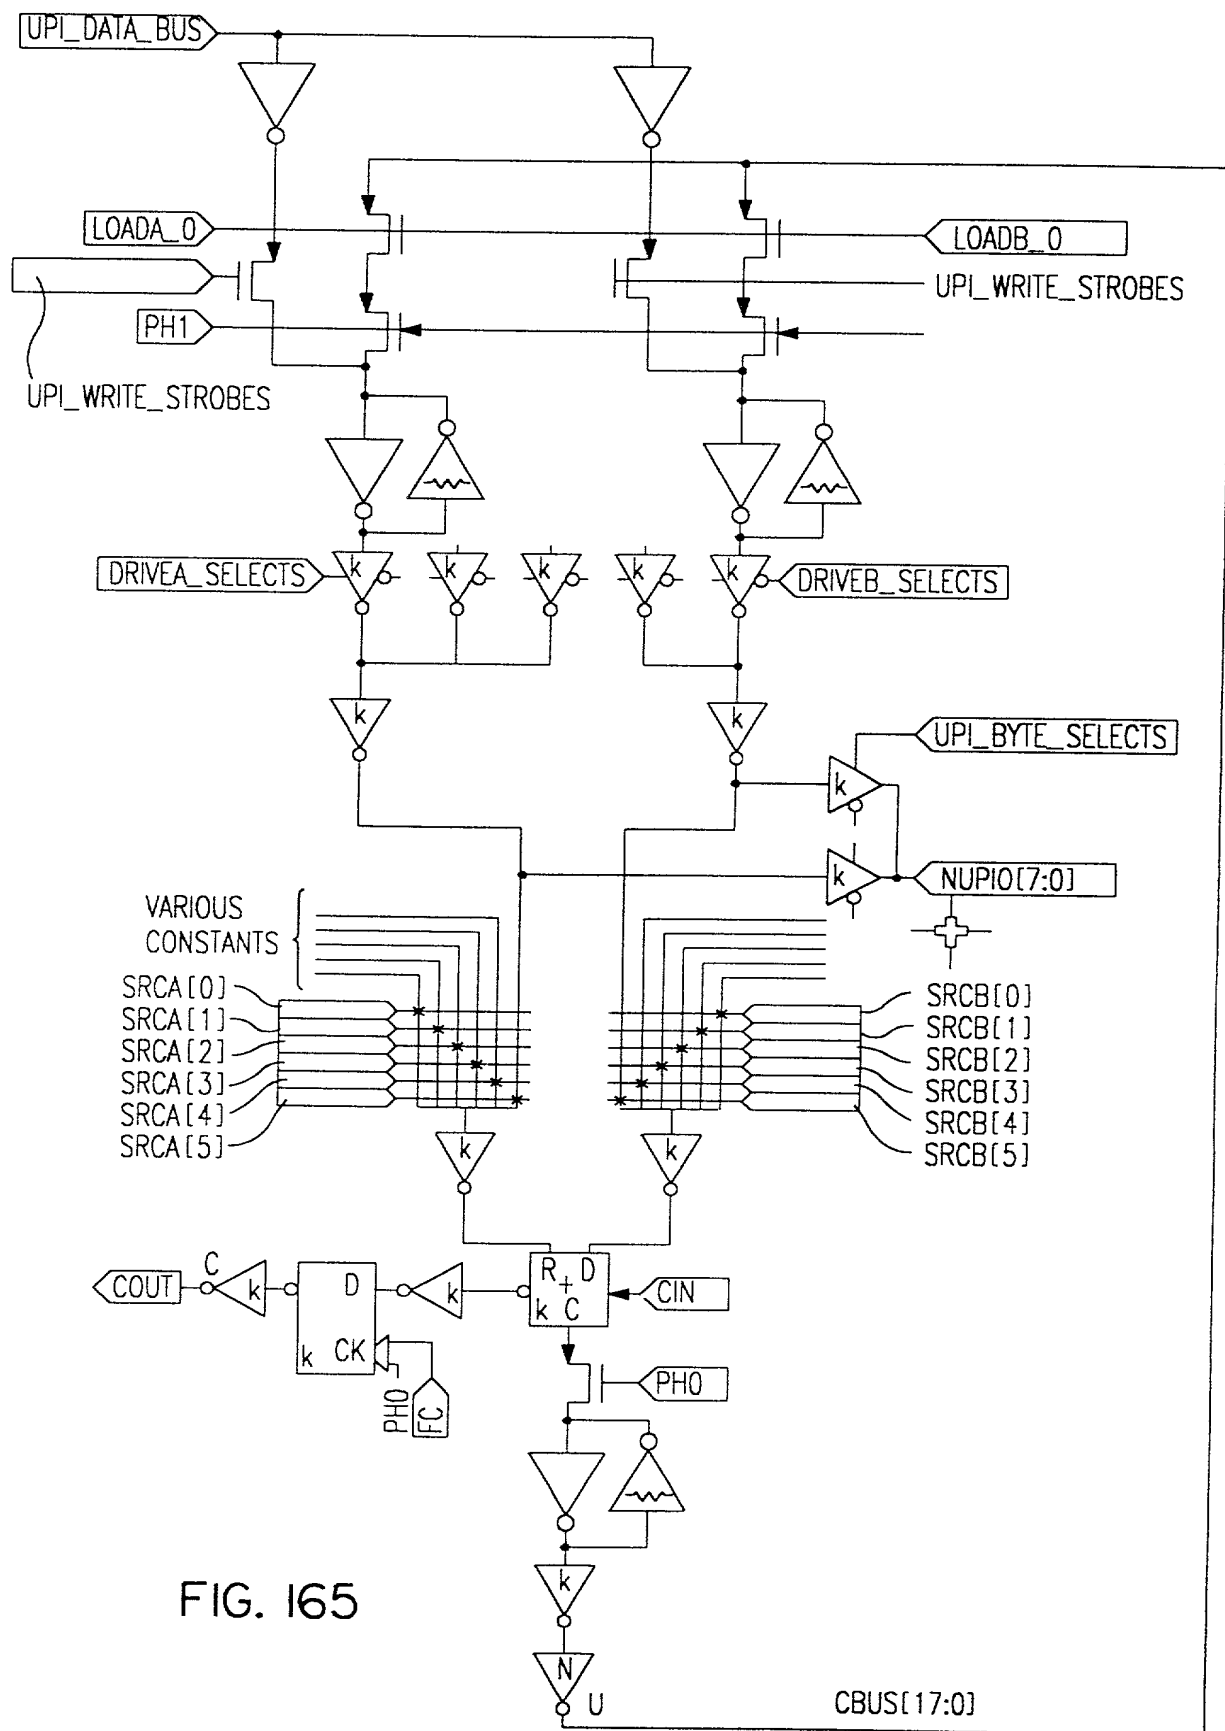 UPI_DATA_BUS
LOADA_0
LOADB_0
UPI_WRITE_STROBES
PH1
UPI_WRITE_STROBES
DRIVEA_SELECTS
k
k
k
k
k
DRIVEB_SELECTS
k
k
UPI_BYTE_SELECTS
k
k
NUPIO[7:0]
VARIOUS
CONSTANTS
SRCA[0]
SRCA[1]
SRCA[2]
SRCA[3]
SRCA[4]
SRCA[5]
SRCB[0]
SRCB[1]
SRCB[2]
SRCB[3]
SRCB[4]
SRCB[5]
k
k
COUT
C
k
D
CK
k
k
R + D
k C
CIN
PH0
FC
PH0
k
N
U
CBUS[17:0]
FIG. 165